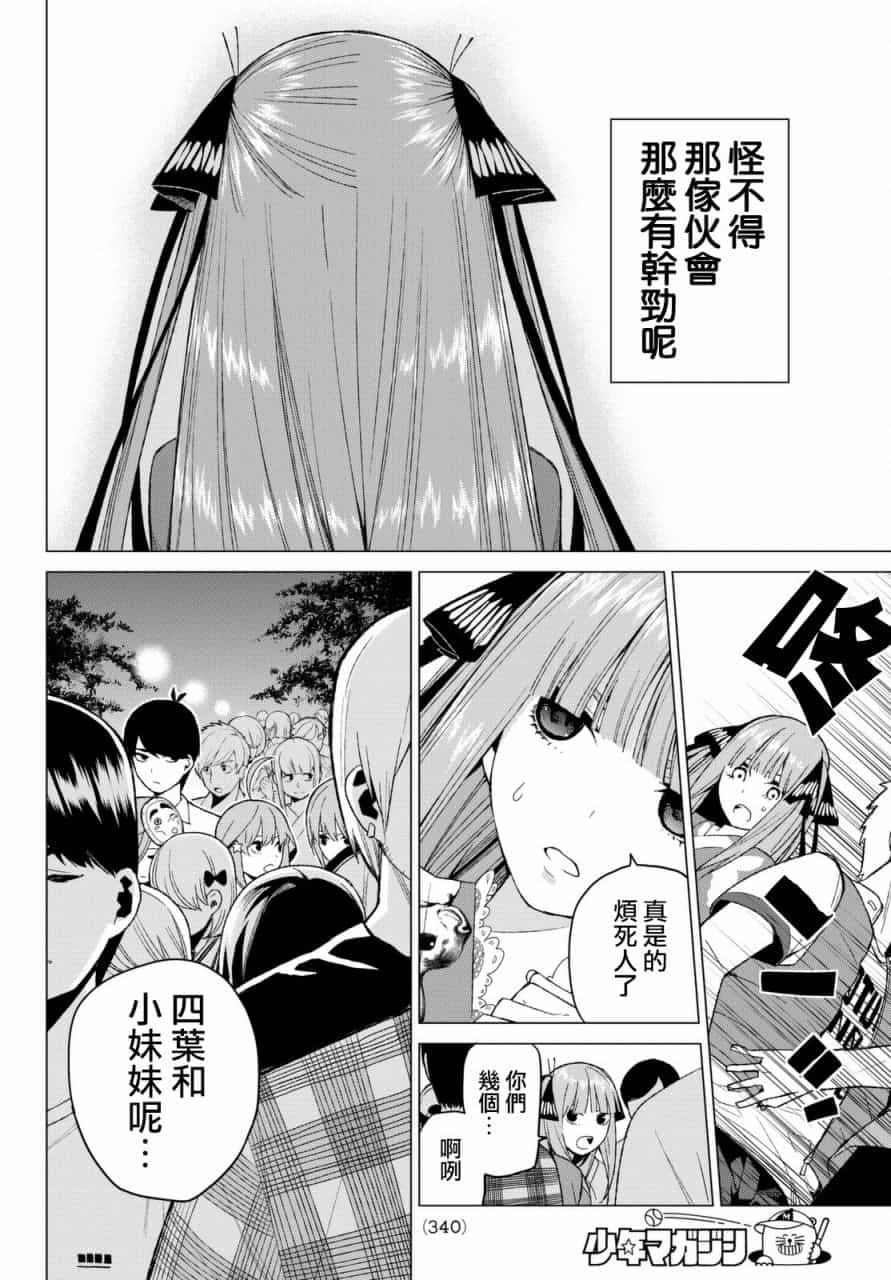 怪不得
那傢伙會
那麼有幹勁呢
咚
真是的
煩死人了
你們
幾個…
啊咧
四葉和
小妹妹呢…
(340)
少年マガジン